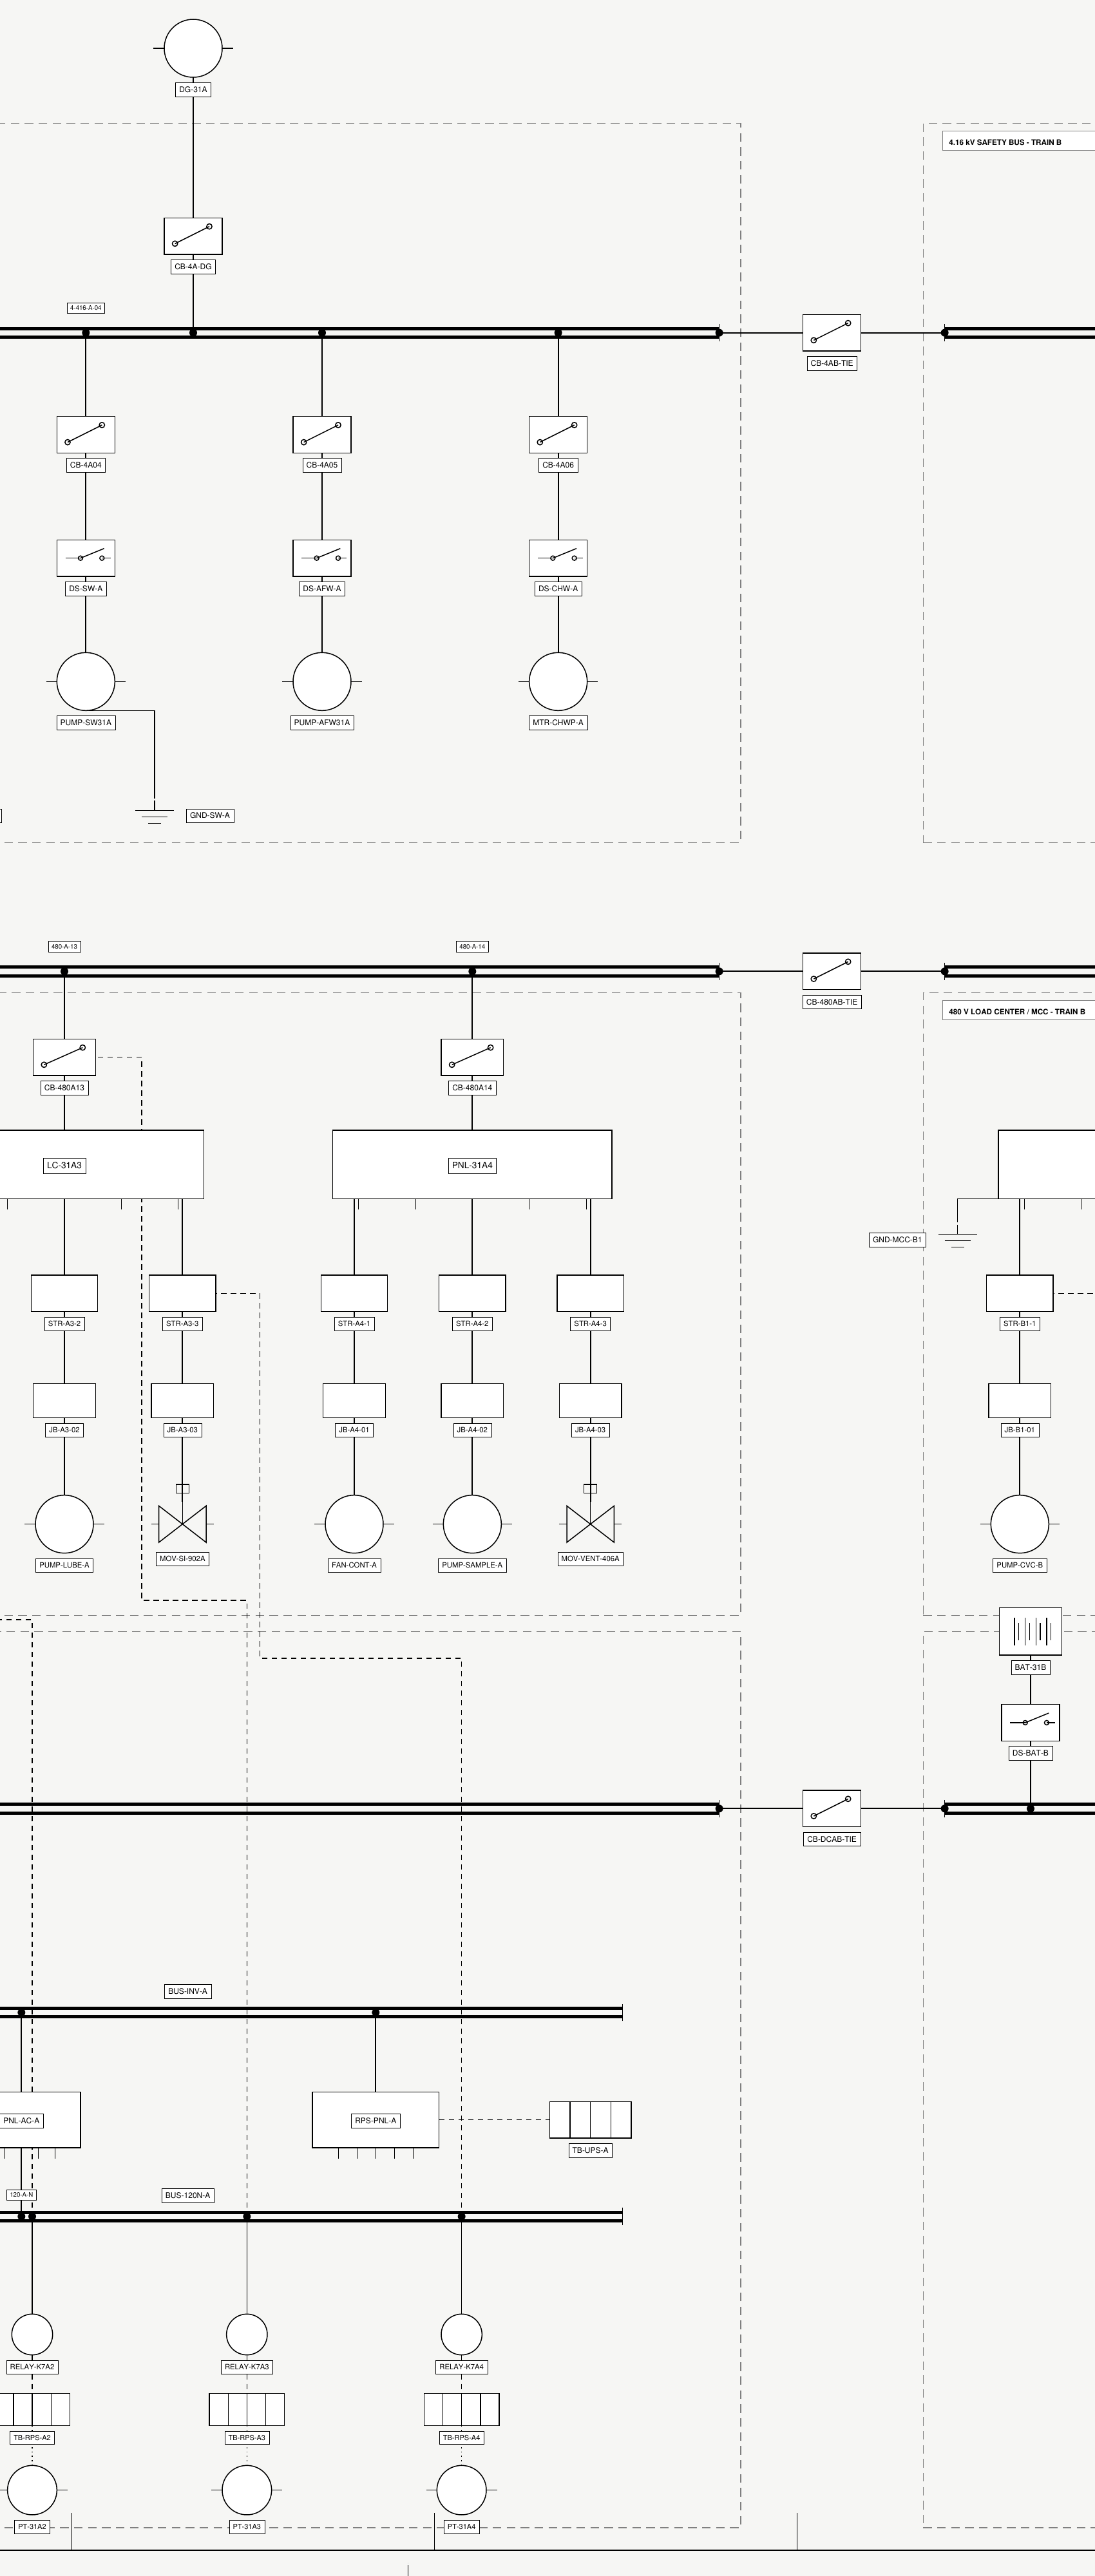 DG-31A
4.16 kV SAFETY BUS - TRAIN B
CB-4A-DG
4-416-A-04
CB-4AB-TIE
CB-4A04
CB-4A05
CB-4A06
DS-SW-A
DS-AFW-A
DS-CHW-A
PUMP-SW31A
PUMP-AFW31A
MTR-CHWP-A
GND-SW-A
480-A-13
480-A-14
CB-480AB-TIE
480 V LOAD CENTER / MCC - TRAIN B
CB-480A13
CB-480A14
LC-31A3
PNL-31A4
GND-MCC-B1
STR-A3-2
STR-A3-3
STR-A4-1
STR-A4-2
STR-A4-3
STR-B1-1
JB-A3-02
JB-A3-03
JB-A4-01
JB-A4-02
JB-A4-03
JB-B1-01
PUMP-LUBE-A
MOV-SI-902A
FAN-CONT-A
PUMP-SAMPLE-A
MOV-VENT-406A
PUMP-CVC-B
BAT-31B
DS-BAT-B
CB-DCAB-TIE
BUS-INV-A
PNL-AC-A
RPS-PNL-A
TB-UPS-A
120-A-N
BUS-120N-A
RELAY-K7A2
RELAY-K7A3
RELAY-K7A4
TB-RPS-A2
TB-RPS-A3
TB-RPS-A4
PT-31A2
PT-31A3
PT-31A4